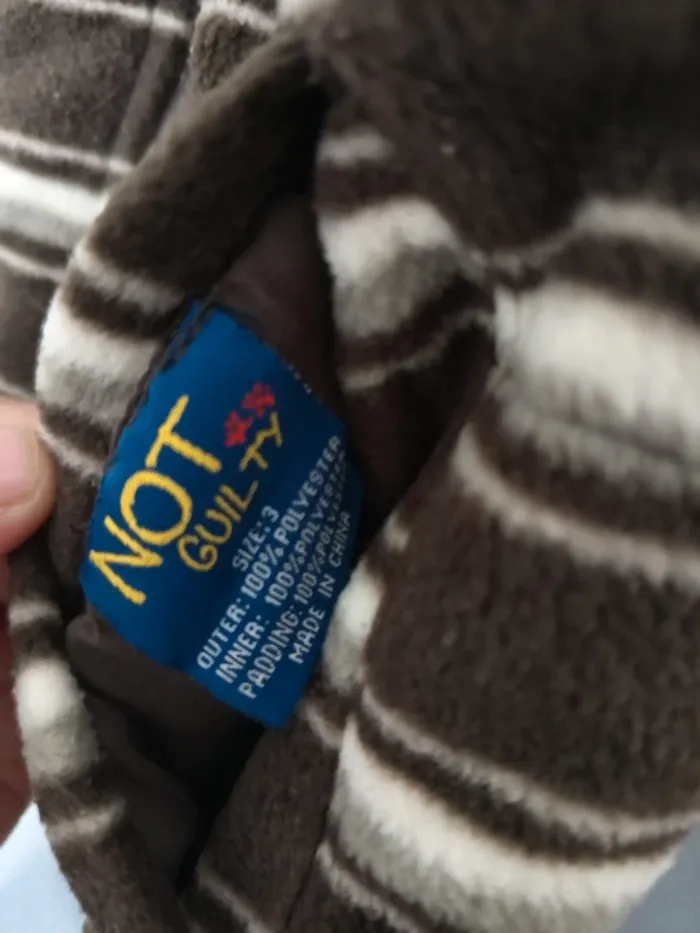 NOT
GUILTY
SIZE: 3
OUTER: 100% POLYESTER
INNER: 100% POLYESTER
PADDING: 100% POLYESTER
MADE IN CHINA